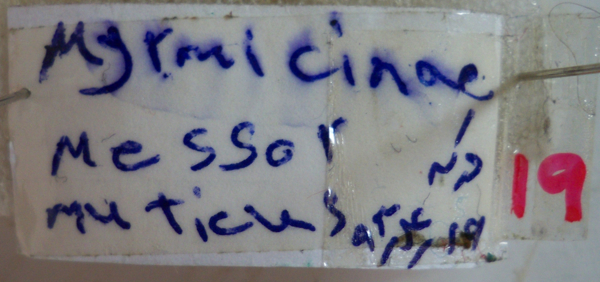 Myrmicinae
Messor
muticus
19